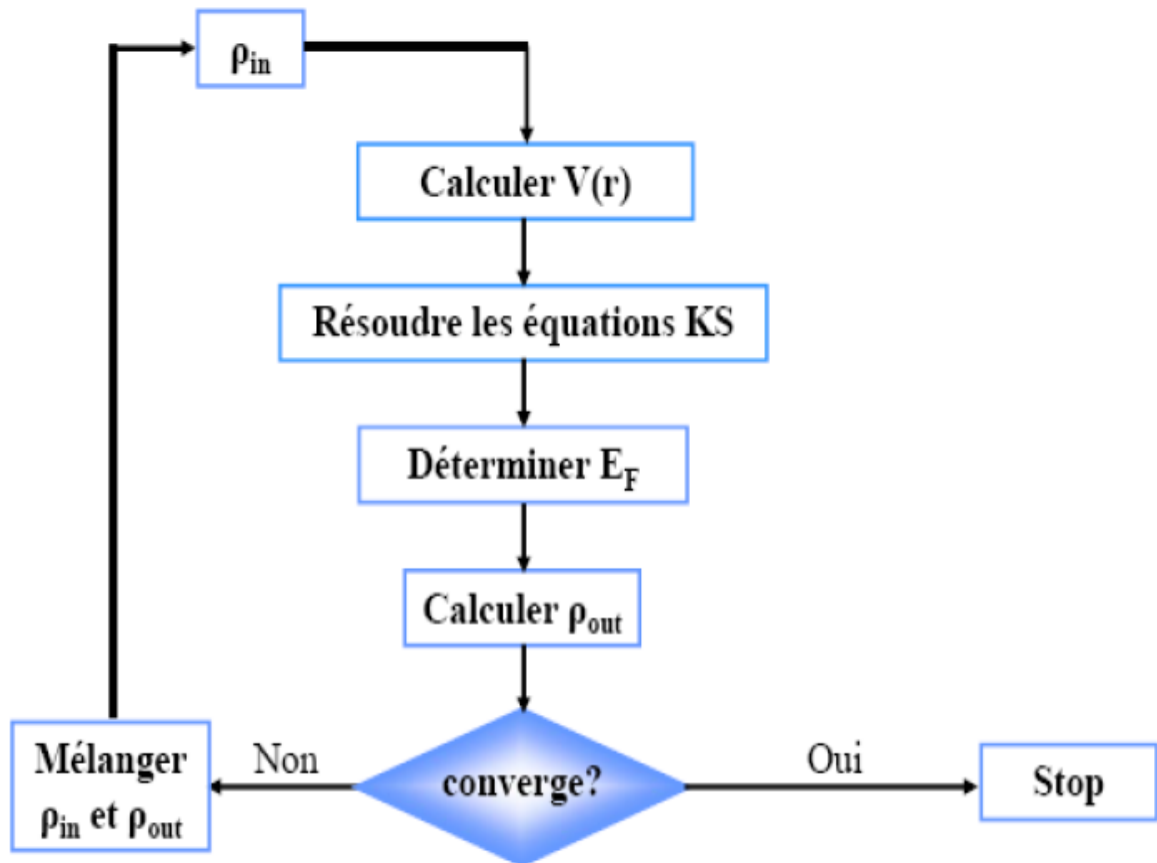 ρin
Calculer V(r)
Résoudre les équations KS
Déterminer EF
Calculer ρout
converge?
Non
Oui
Mélanger
ρin et ρout
Stop